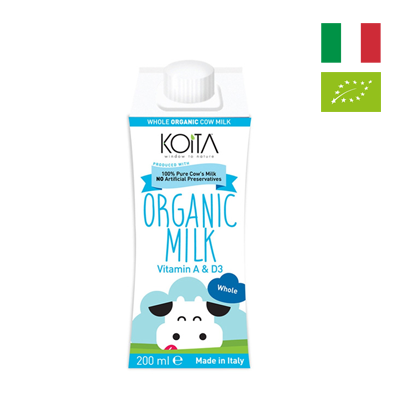 WHOLE ORGANIC COW MILK
KOITA
window to nature
PRODUCED WITH
100% Pure Cow's Milk
NO Artificial Preservatives
ORGANIC
MILK
Vitamin A & D3
Whole
200 ml e Made in Italy